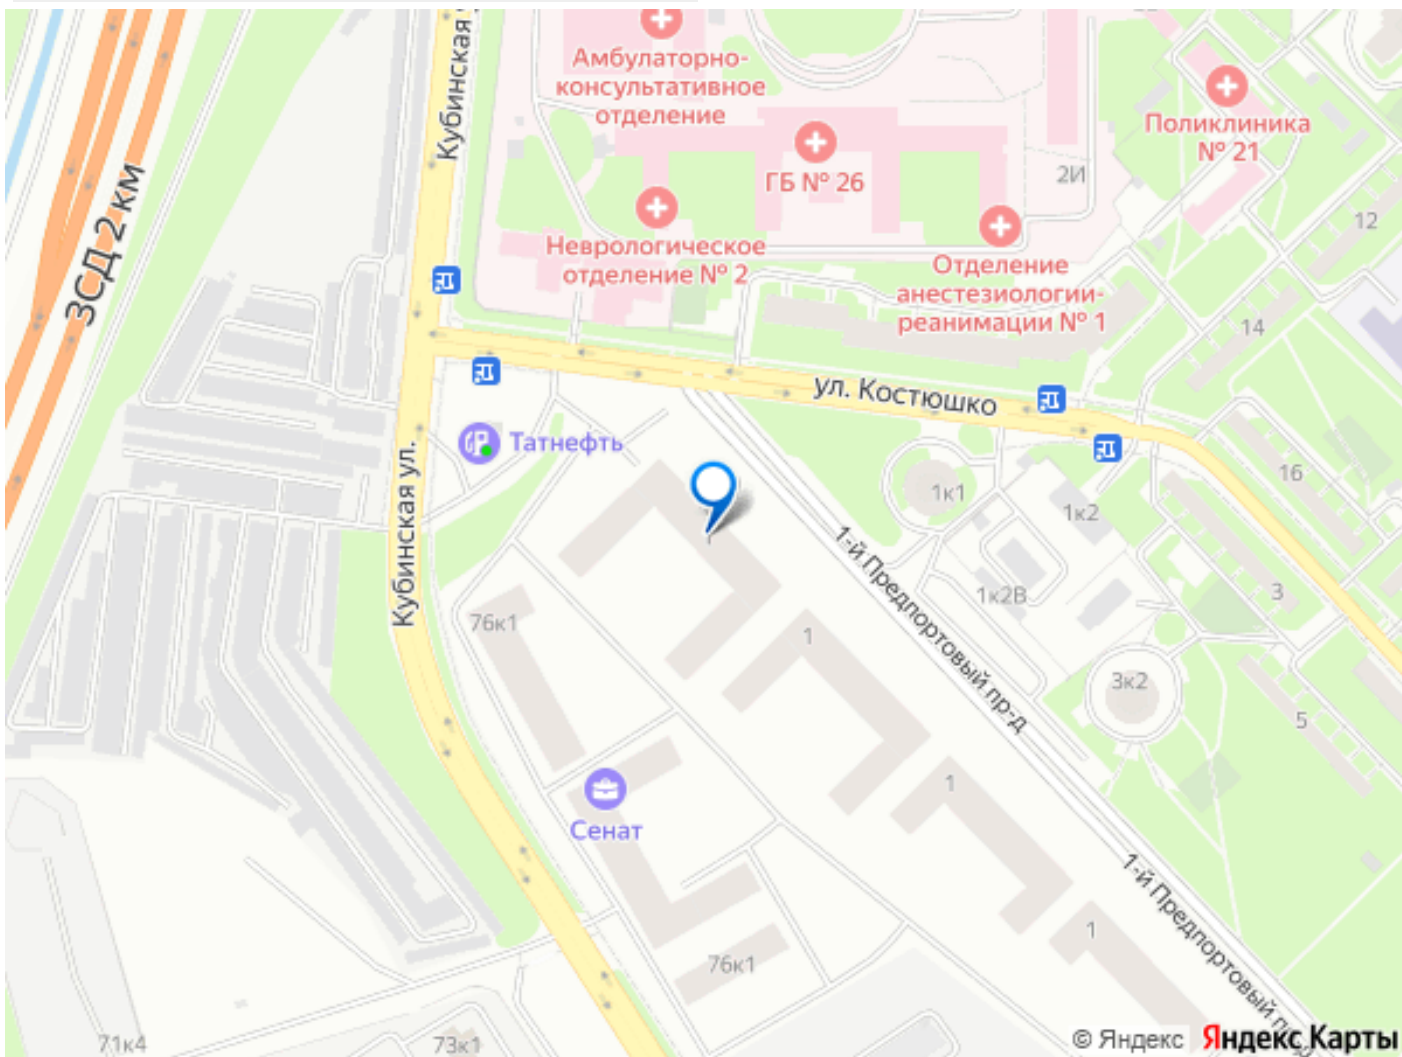 Кубинская у
Амбулаторно-
консультативное
отделение
Поликлиника
№ 21
ГБ № 26
2И
12
ЗСД 2 км
Неврологическое
отделение № 2
Отделение
анестезиологии-
реанимации № 1
14
ул. Костюшко
Татнефть
Кубинская ул.
16
1к1
1к2
1-й Предпортовый пр-д
1к2В
3
76к1
1
3к2
5
1
Сенат
1-й Предпортовый пр-д
1
76к1
71к4
73к1
© Яндекс Яндекс Карты